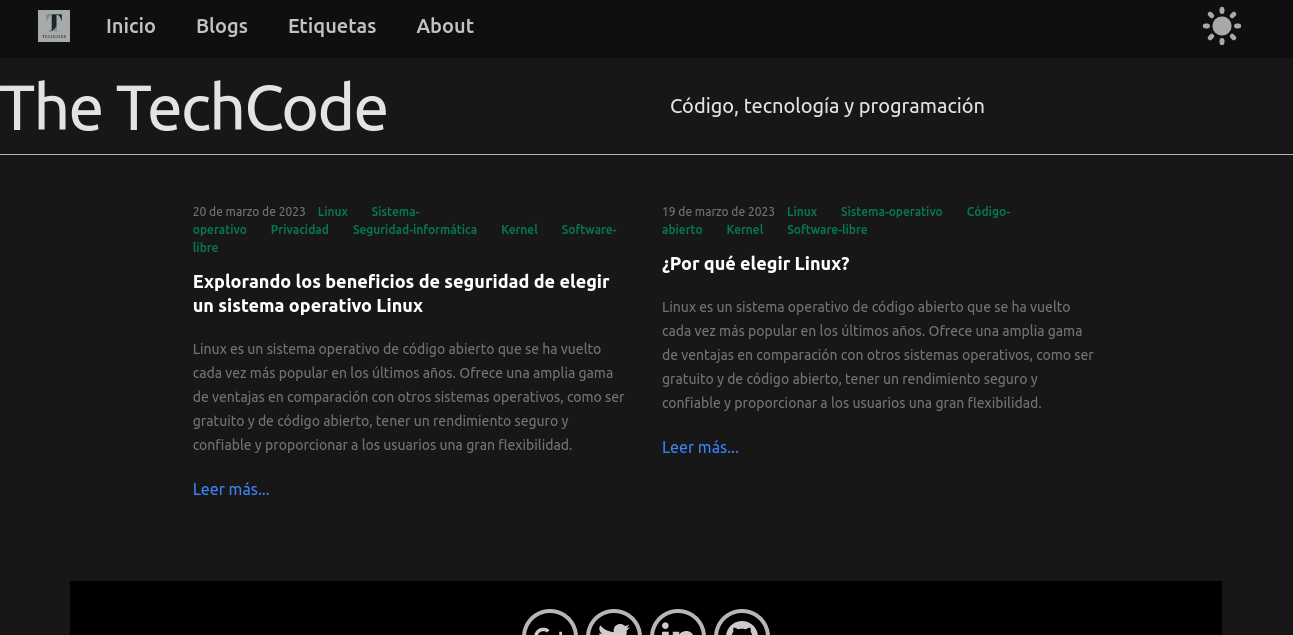 TECHCODE
Inicio Blogs Etiquetas About
The TechCode
Código, tecnología y programación
20 de marzo de 2023 Linux Sistema-
operativo Privacidad Seguridad-informática Kernel Software-
libre
Explorando los beneficios de seguridad de elegir
un sistema operativo Linux
Linux es un sistema operativo de código abierto que se ha vuelto
cada vez más popular en los últimos años. Ofrece una amplia gama
de ventajas en comparación con otros sistemas operativos, como ser
gratuito y de código abierto, tener un rendimiento seguro y
confiable y proporcionar a los usuarios una gran flexibilidad.
Leer más...
19 de marzo de 2023 Linux Sistema-operativo Código-
abierto Kernel Software-libre
¿Por qué elegir Linux?
Linux es un sistema operativo de código abierto que se ha vuelto
cada vez más popular en los últimos años. Ofrece una amplia gama
de ventajas en comparación con otros sistemas operativos, como ser
gratuito y de código abierto, tener un rendimiento seguro y
confiable y proporcionar a los usuarios una gran flexibilidad.
Leer más...